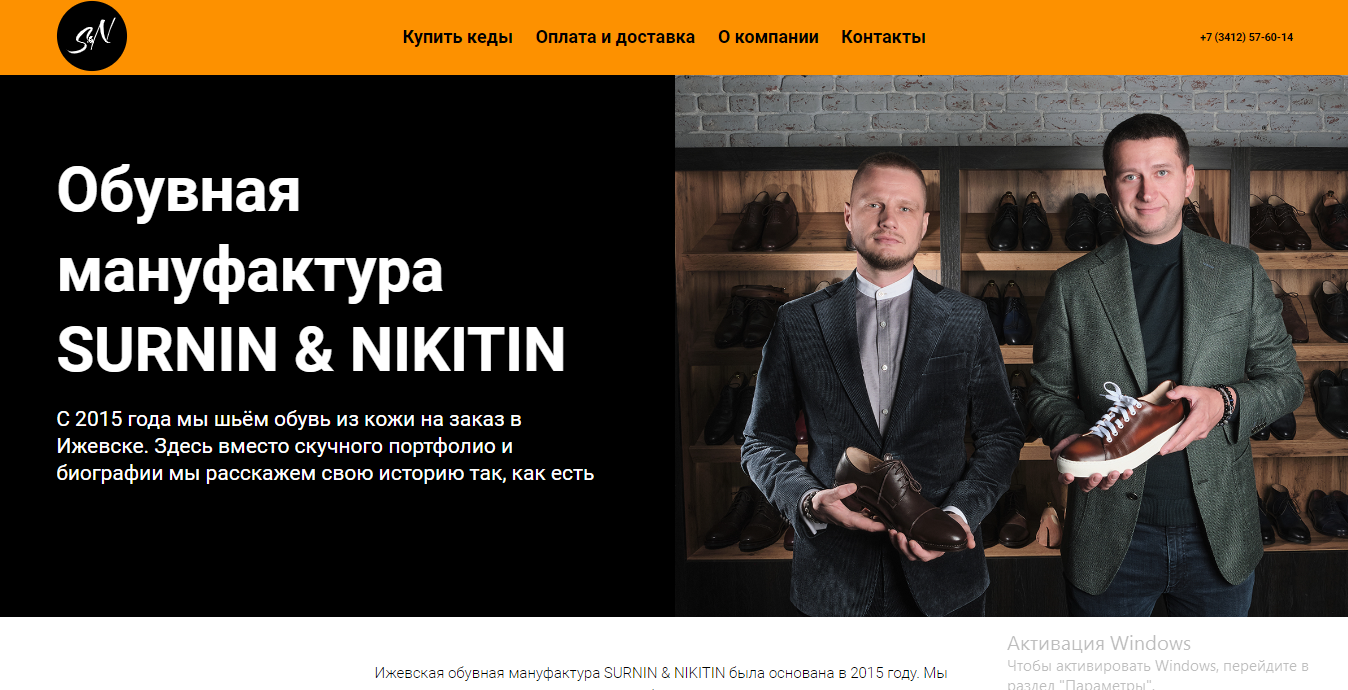 S&N
Купить кеды
Оплата и доставка
О компании
Контакты
+7 (3412) 57-60-14
Обувная
мануфактура
SURNIN & NIKITIN
С 2015 года мы шьём обувь из кожи на заказ в
Ижевске. Здесь вместо скучного портфолио и
биографии мы расскажем свою историю так, как есть
Ижевская обувная мануфактура SURNIN & NIKITIN была основана в 2015 году. Мы
Активация Windows
Чтобы активировать Windows, перейдите в
раздел "Параметры".